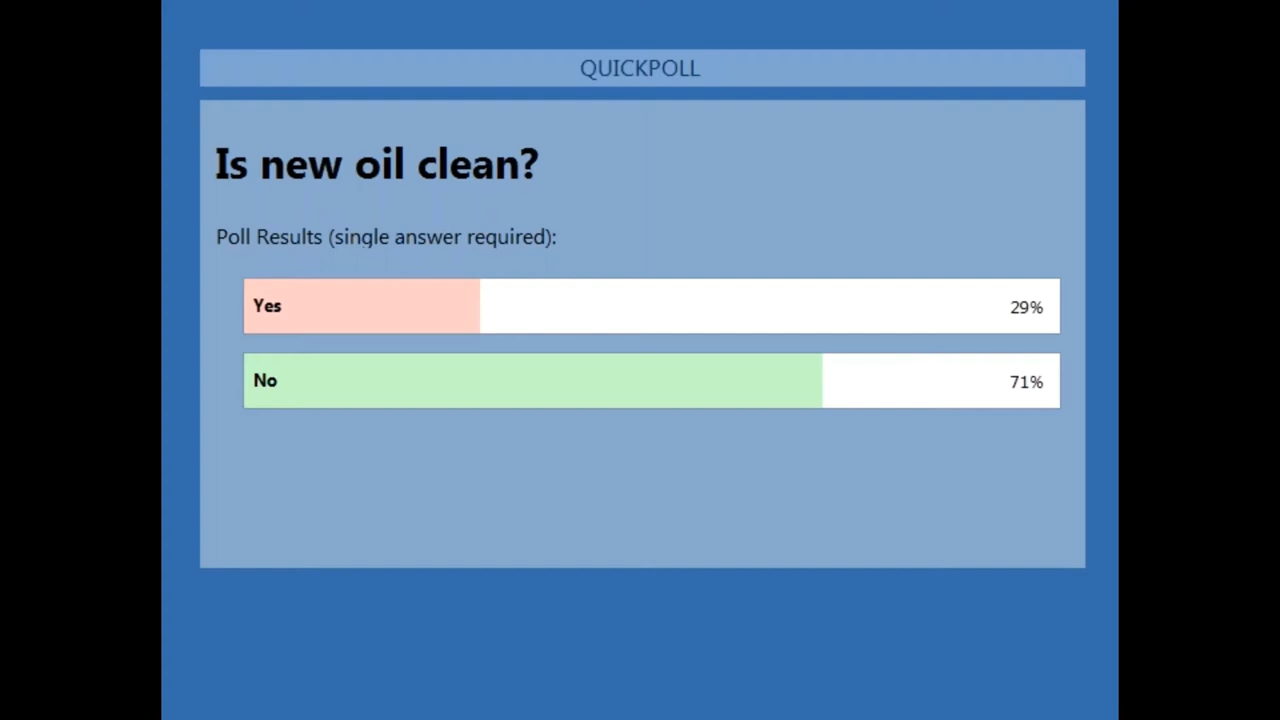 QUICKPOLL
Is new oil clean?
Poll Results (single answer required):
Yes 29%
No 71%